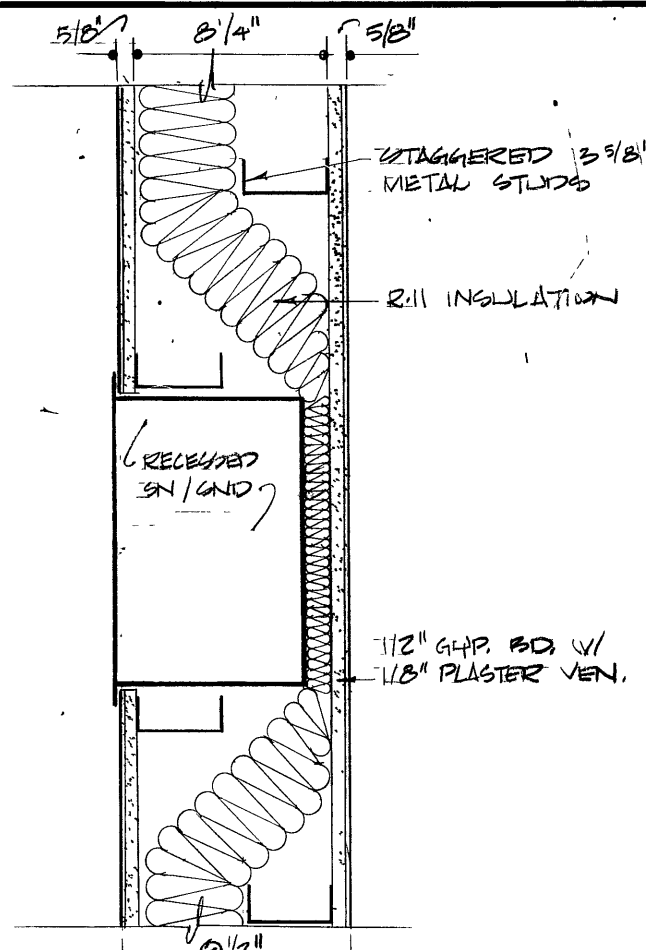 5/8" 8 1/4" 5/8"
STAGGERED 3 5/8"
METAL STUDS
R-11 INSULATION
RECESSED
SN/SND
1/2" GYP. BD. W/
1/8" PLASTER VEN.
9 1/2"